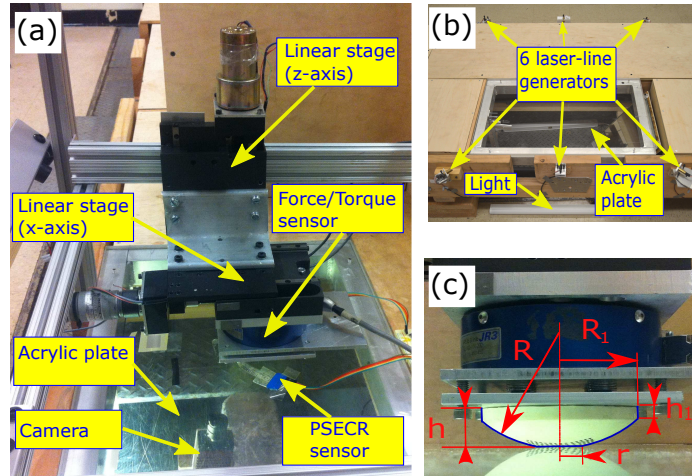 (a)
Linear stage
(z-axis)
Linear stage
(x-axis)
Force/Torque
sensor
Acrylic plate
Camera
PSECR
sensor
(b)
6 laser-line
generators
Light
Acrylic
plate
(c)
JR3
R
R1
h
h1
r